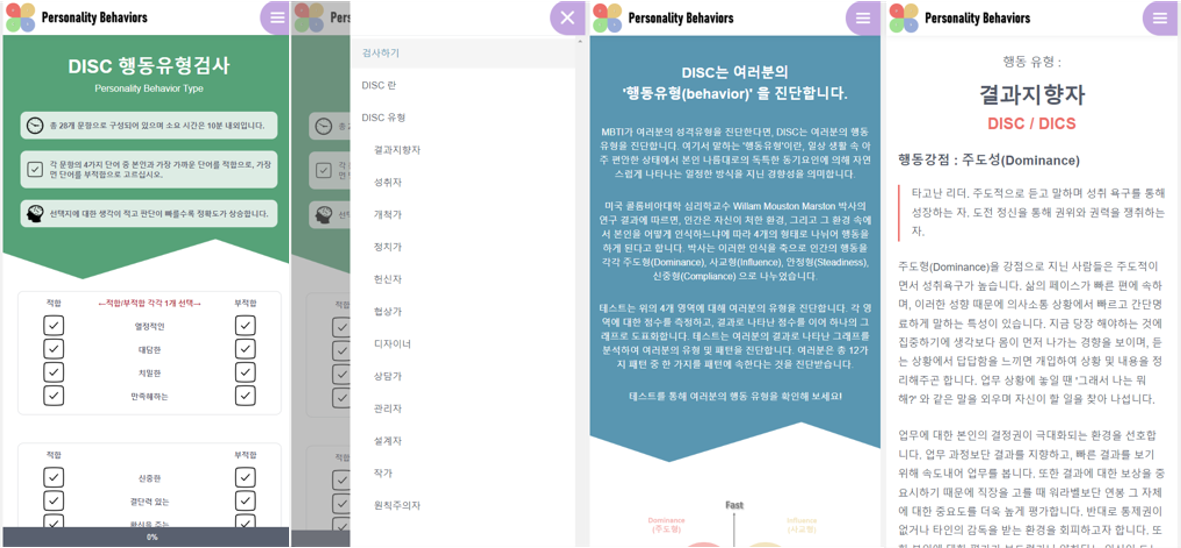 Personality Behaviors
DISC 행동유형검사
Personality Behavior Type
총 28개 문항으로 구성되어 있으며 소요 시간은 10분 내외입니다.
각 문항의 4가지 단어 중 본인과 가장 가까운 단어를 적합으로, 가장
먼 단어를 부적합으로 고르십시오.
선택지에 대한 생각이 적고 판단이 빠를수록 정확도가 상승합니다.
적합 ←적합/부적합 각각 1개 선택→ 부적합
열정적인
대담한
치밀한
만족해하는
적합 부적합
신중한
결단력 있는
확신을 주는
0%
Pers
총 2
각 문
먼 단
선택
적합
적합
검사하기
DISC 란
DISC 유형
결과지향자
성취자
개척가
정치가
헌신자
협상가
디자이너
상담가
관리자
설계자
작가
원칙주의자
Personality Behaviors
DISC는 여러분의
'행동유형(behavior)' 을 진단합니다.
MBTI가 여러분의 성격유형을 진단한다면, DISC는 여러분의 행동
유형을 진단합니다. 여기서 말하는 '행동유형'이란, 일상 생활 속 아
주 편안한 상태에서 본인 나름대로의 독특한 동기요인에 의해 자연
스럽게 나타나는 일정한 방식을 지닌 경향성을 의미합니다.
미국 콜롬비아대학 심리학교수 Willam Mouston Marston 박사의
연구 결과에 따르면, 인간은 자신이 처한 환경, 그리고 그 환경 속에
서 본인을 어떻게 인식하느냐에 따라 4개의 형태로 나뉘어 행동을
하게 된다고 합니다. 박사는 이러한 인식을 축으로 인간의 행동을
각각 주도형(Dominance), 사교형(Influence), 안정형(Steadiness),
신중형(Compliance) 으로 나누었습니다.
테스트는 위의 4개 영역에 대해 여러분의 유형을 진단합니다. 각 영
역에 대한 점수를 측정하고, 결과로 나타난 점수를 이어 하나의 그
래프로 도표화합니다. 테스트는 여러분의 결과로 나타난 그래프를
분석하여 여러분의 유형 및 패턴을 진단합니다. 여러분은 총 12가
지 패턴 중 한 가지를 패턴에 속한다는 것을 진단받습니다.
테스트를 통해 여러분의 행동 유형을 확인해 보세요!
Fast
Dominance
(주도형)
Influence
(사교형)
Personality Behaviors
행동 유형 :
결과지향자
DISC / DICS
행동강점 : 주도성(Dominance)
타고난 리더. 주도적으로 듣고 말하며 성취 욕구를 통해
성장하는 자. 도전 정신을 통해 권위와 권력을 쟁취하는
자.
주도형(Dominance)을 강점으로 지닌 사람들은 주도적이
면서 성취욕구가 높습니다. 삶의 페이스가 빠른 편에 속하
며, 이러한 성향 때문에 의사소통 상황에서 빠르고 간단명
료하게 말하는 특성이 있습니다. 지금 당장 해야하는 것에
집중하기에 생각보다 몸이 먼저 나가는 경향을 보이며, 듣
는 상황에서 답답함을 느끼면 개입하여 상황 및 내용을 정
리해주곤 합니다. 업무 상황에 놓일 땐 "그래서 나는 뭐
해?' 와 같은 말을 외우며 자신이 할 일을 찾아 나섭니다.
업무에 대한 본인의 결정권이 극대화되는 환경을 선호합
니다. 업무 과정보단 결과를 지향하고, 빠른 결과를 보기
위해 속도내어 업무를 봅니다. 또한 결과에 대한 보상을 중
요시하기 때문에 직장을 고를 때 워라벨보단 연봉 그 자체
에 대한 중요도를 더욱 높게 평가합니다. 반대로 통제권이
없거나 타인의 감독을 받는 환경을 회피하고자 합니다. 또